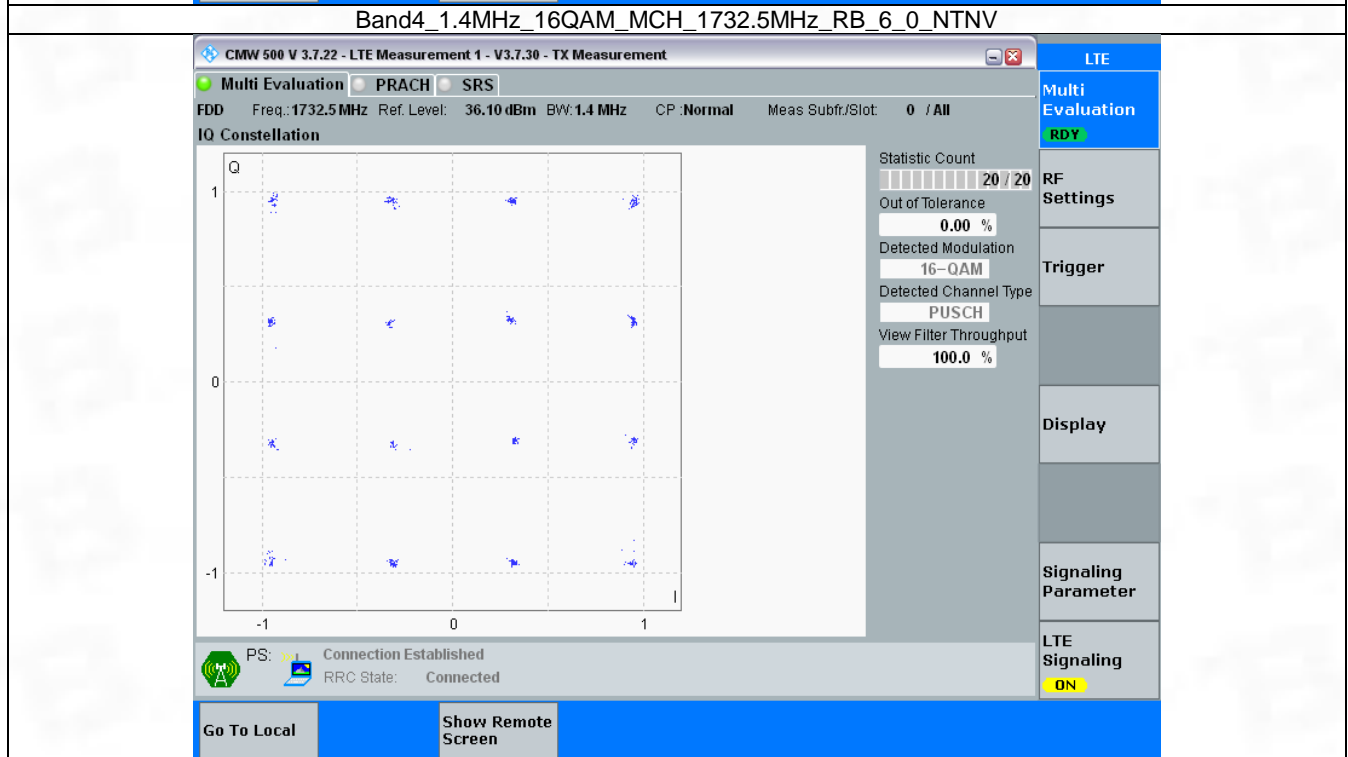 Band4_1.4MHz_16QAM_MCH_1732.5MHz_RB_6_0_NTNV
CMW 500 V 3.7.22 - LTE Measurement 1 - V3.7.30 - TX Measurement
LTE
Multi Evaluation PRACH SRS
FDD Freq.:1732.5 MHz Ref. Level: 36.10 dBm BW:1.4 MHz CP :Normal Meas Subfr./Slot: 0 / All
IQ Constellation
Q
1
0
-1
I
-1 0 1
Statistic Count
20 / 20
Out of Tolerance
0.00 %
Detected Modulation
16-QAM
Detected Channel Type
PUSCH
View Filter Throughput
100.0 %
Multi
Evaluation
RDY
RF
Settings
Trigger
Display
Signaling
Parameter
LTE
Signaling
ON
PS: Connection Established
RRC State: Connected
Go To Local
Show Remote
Screen